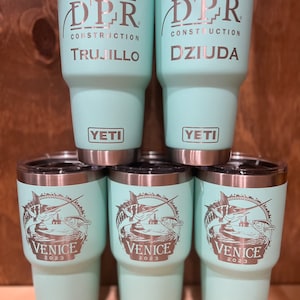 DPR
CONSTRUCTION
TRUJILLO
YETI
DPR
CONSTRUCTION
DZIUDA
YETI
VENICE
2023
VENICE
2023
VENICE
2023